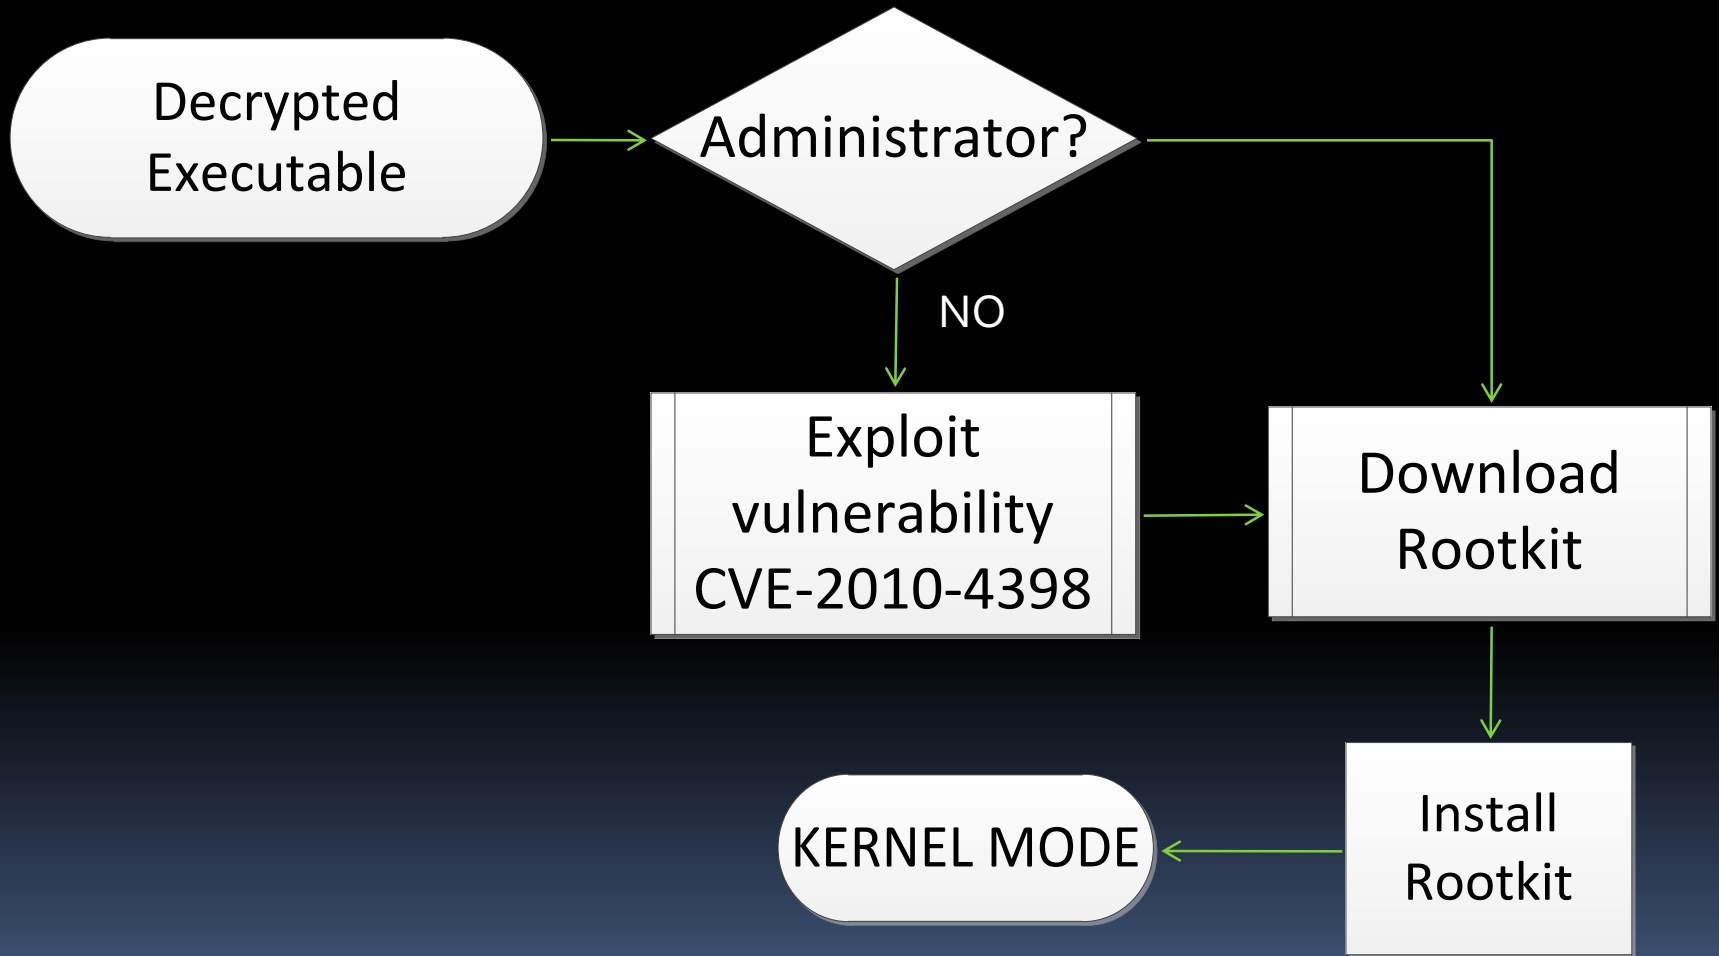 Decrypted
Executable
Administrator?
NO
Exploit
vulnerability
CVE-2010-4398
Download
Rootkit
Install
Rootkit
KERNEL MODE